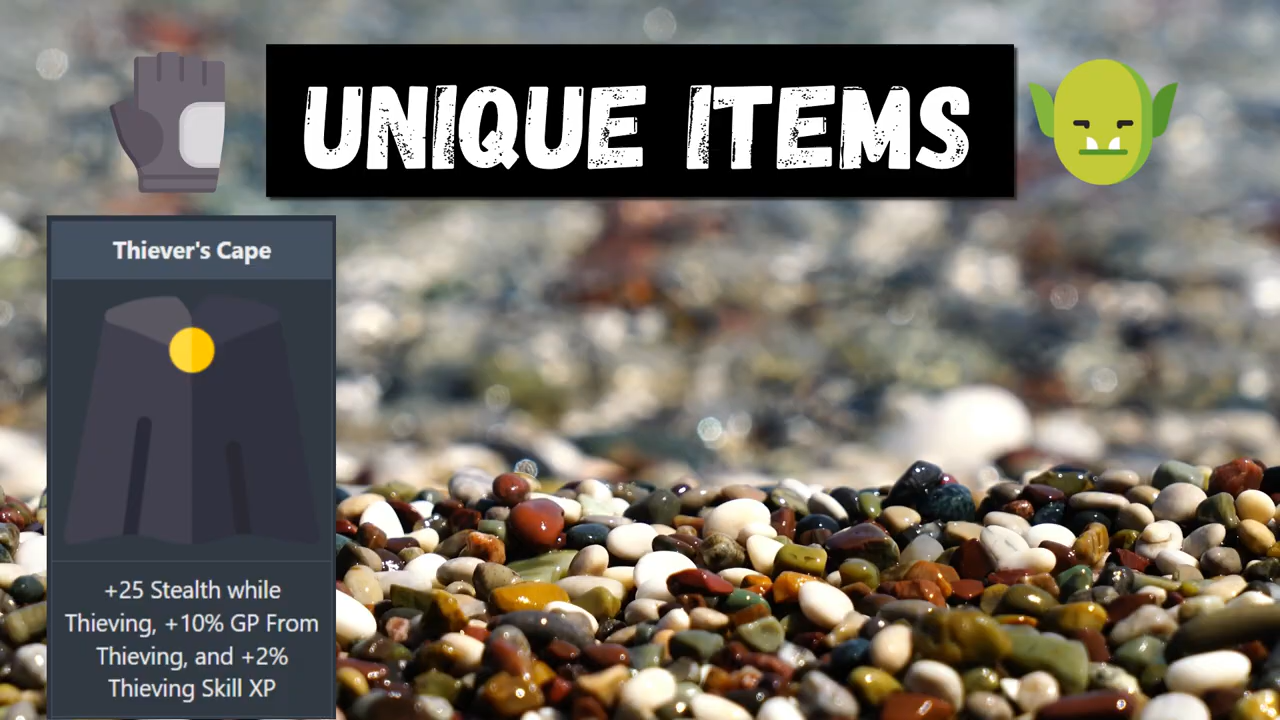 UNIQUE ITEMS
Thiever's Cape
+25 Stealth while
Thieving, +10% GP From
Thieving, and +2%
Thieving Skill XP